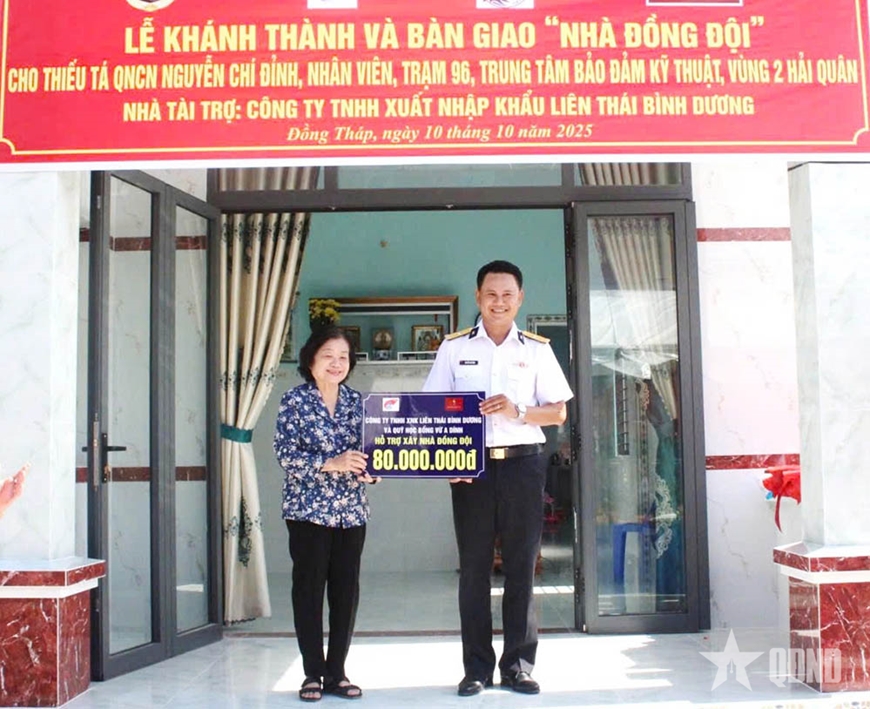 LỄ KHÁNH THÀNH VÀ BÀN GIAO “NHÀ ĐỒNG ĐỘI”
CHO THIẾU TÁ QNCN NGUYỄN CHÍ ĐỈNH, NHÂN VIÊN, TRẠM 96, TRUNG TÂM BẢO ĐẢM KỸ THUẬT, VÙNG 2 HẢI QUÂN
NHÀ TÀI TRỢ: CÔNG TY TNHH XUẤT NHẬP KHẨU LIÊN THÁI BÌNH DƯƠNG
Đồng Tháp, ngày 10 tháng 10 năm 2025
CÔNG TY TNHH XNK LIÊN THÁI BÌNH DƯƠNG
VÀ QUỸ HỌC BỔNG VỪ A DÍNH
HỖ TRỢ XÂY NHÀ ĐỒNG ĐỘI
80.000.000đ
QĐND